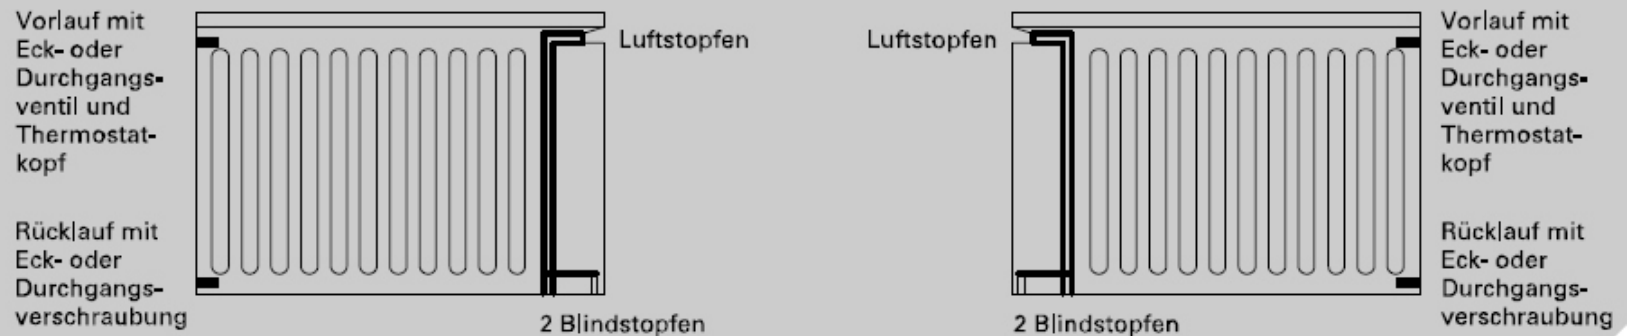 Vorlauf mit
Eck- oder
Durchgangs-
ventil und
Thermostat-
kopf
Rücklauf mit
Eck- oder
Durchgangs-
verschraubung
Luftstopfen
2 Blindstopfen
Luftstopfen
2 Blindstopfen
Vorlauf mit
Eck- oder
Durchgangs-
ventil und
Thermostat-
kopf
Rücklauf mit
Eck- oder
Durchgangs-
verschraubung